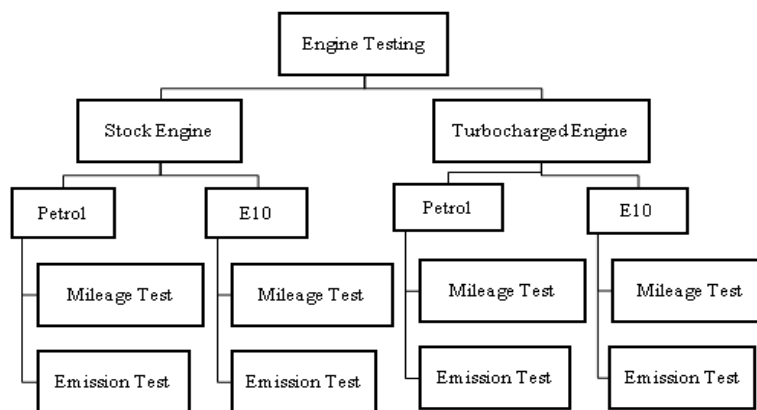 Engine Testing
Stock Engine
Turbocharged Engine
Petrol
E10
Petrol
E10
Mileage Test
Mileage Test
Mileage Test
Mileage Test
Emission Test
Emission Test
Emission Test
Emission Test